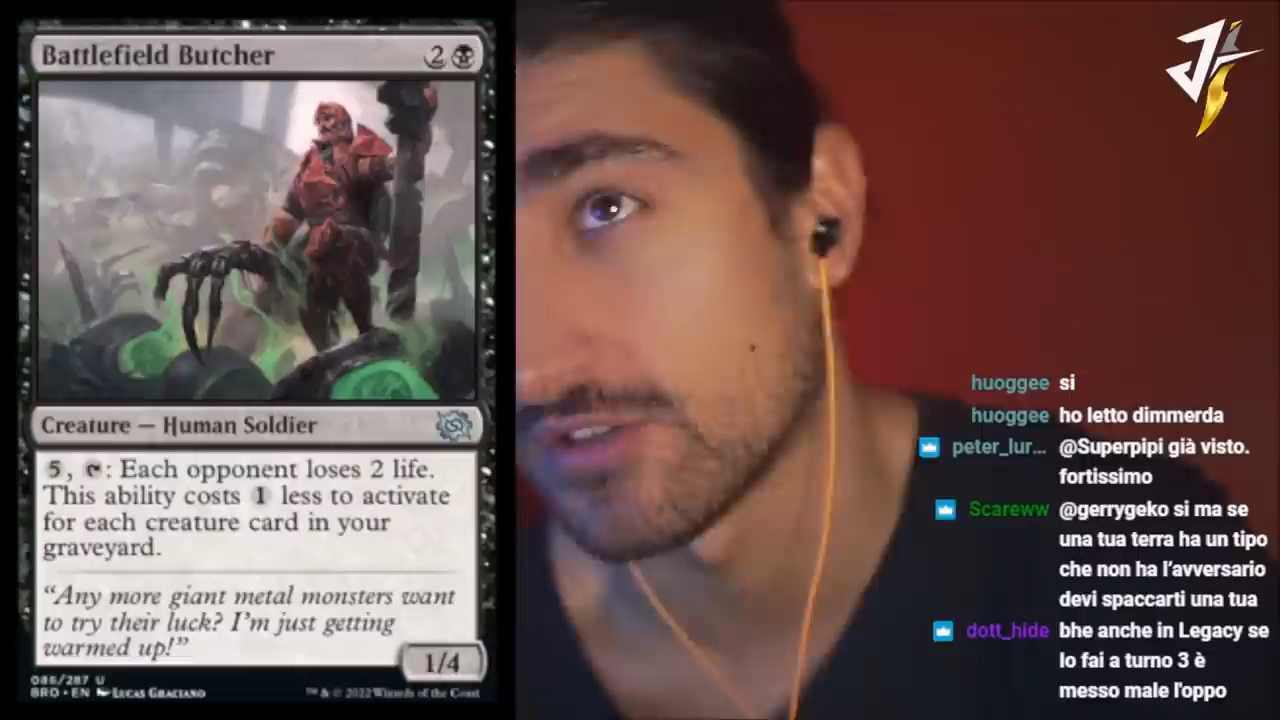 Battlefield Butcher
2
Creature — Human Soldier
5, : Each opponent loses 2 life.
This ability costs 1 less to activate
for each creature card in your
graveyard.
“Any more giant metal monsters want
to try their luck? I’m just getting
warmed up!”
1/4
086/287 U
BRO • EN LUCAS GRACIANO
™ & © 2022 Wizards of the Coast
huoggee si
huoggee ho letto dimmerda
peter_lur... @Superpipi già visto.
fortissimo
Scareww @gerrygeko si ma se
una tua terra ha un tipo
che non ha l’avversario
devi spaccarti una tua
dott_hide bhe anche in Legacy se
lo fai a turno 3 è
messo male l’oppo